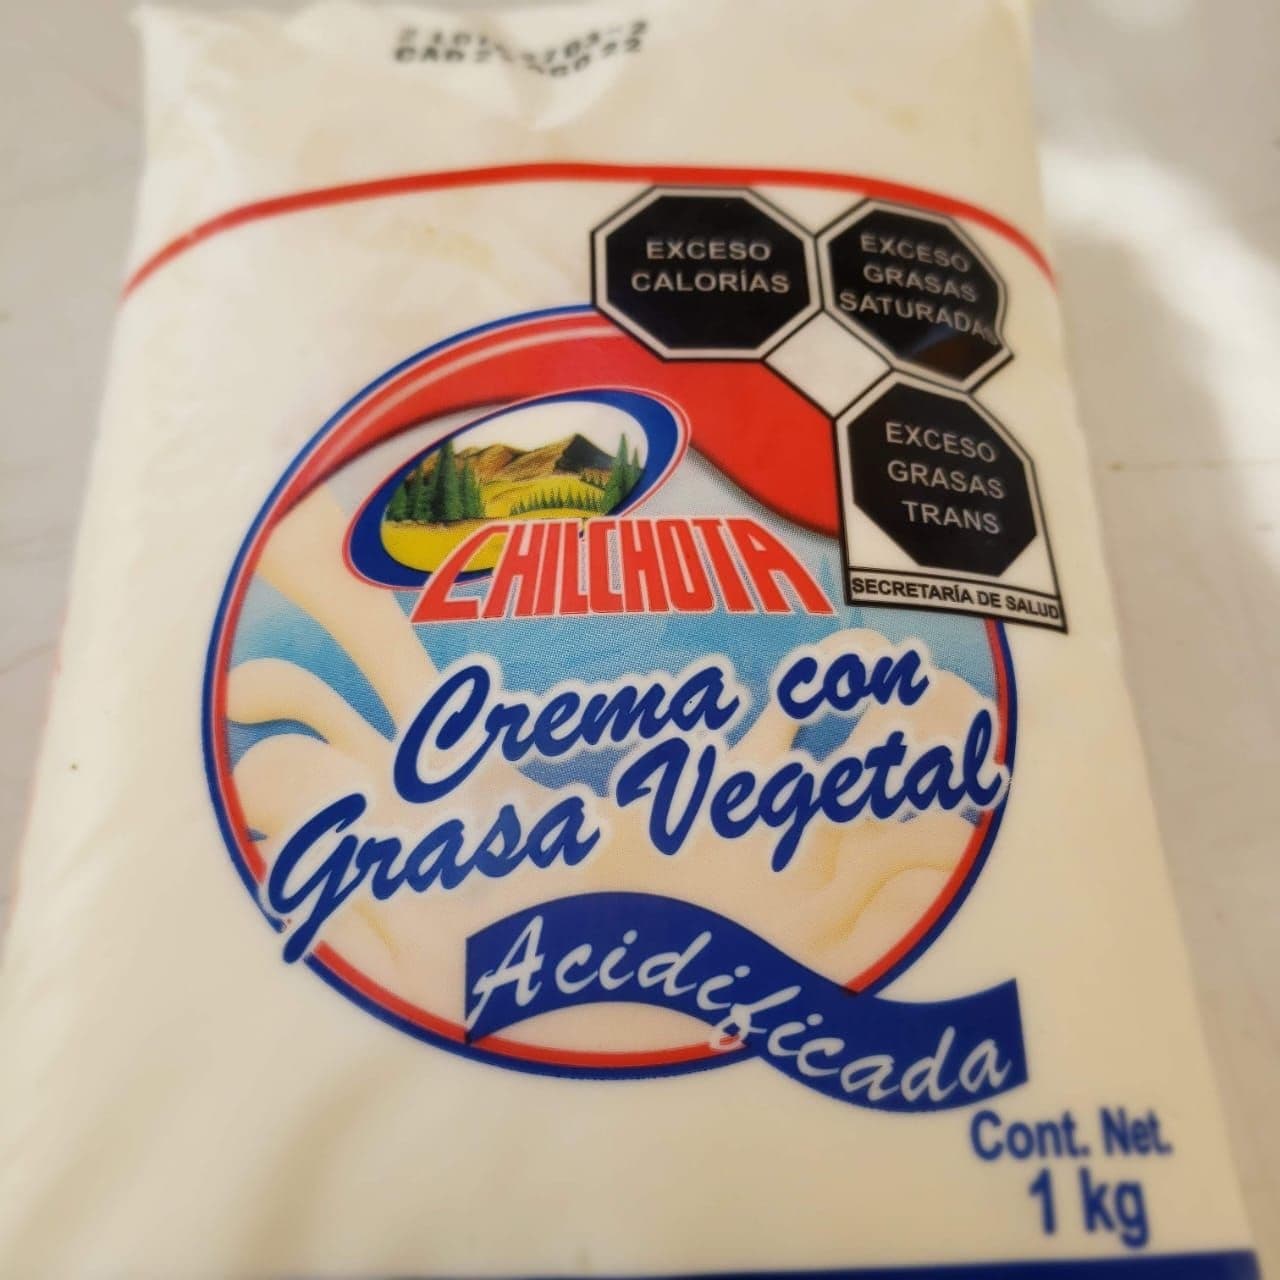 EXCESO
CALORÍAS
EXCESO
GRASAS
SATURADAS
EXCESO
GRASAS
TRANS
SECRETARÍA DE SALUD
CHILCHOTA
Crema con
Grasa Vegetal
Acidificada
Cont. Net.
1 kg